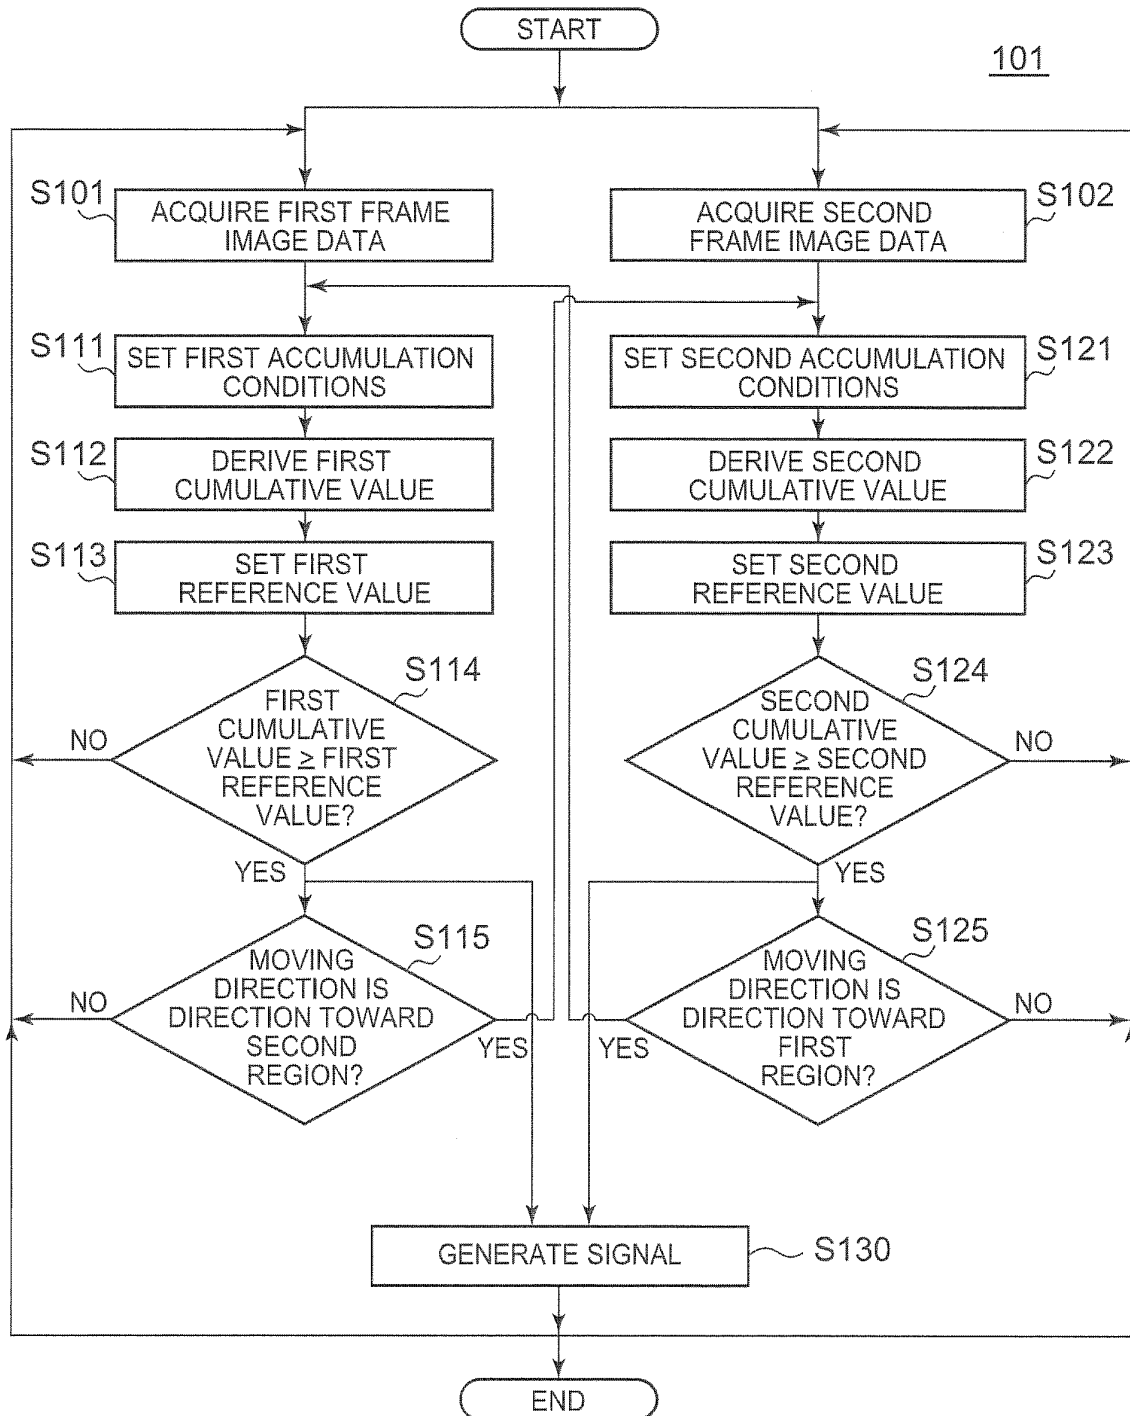 START
101
S101
ACQUIRE FIRST FRAME
IMAGE DATA
ACQUIRE SECOND
FRAME IMAGE DATA
S102
S111
SET FIRST ACCUMULATION
CONDITIONS
SET SECOND ACCUMULATION
CONDITIONS
S121
S112
DERIVE FIRST
CUMULATIVE VALUE
DERIVE SECOND
CUMULATIVE VALUE
S122
S113
SET FIRST
REFERENCE VALUE
SET SECOND
REFERENCE VALUE
S123
S114
FIRST
CUMULATIVE
VALUE ≥ FIRST
REFERENCE
VALUE?
NO
YES
S124
SECOND
CUMULATIVE
VALUE ≥ SECOND
REFERENCE
VALUE?
NO
YES
S115
MOVING
DIRECTION IS
DIRECTION TOWARD
SECOND
REGION?
NO
YES
S125
MOVING
DIRECTION IS
DIRECTION TOWARD
FIRST
REGION?
YES
NO
GENERATE SIGNAL
S130
END